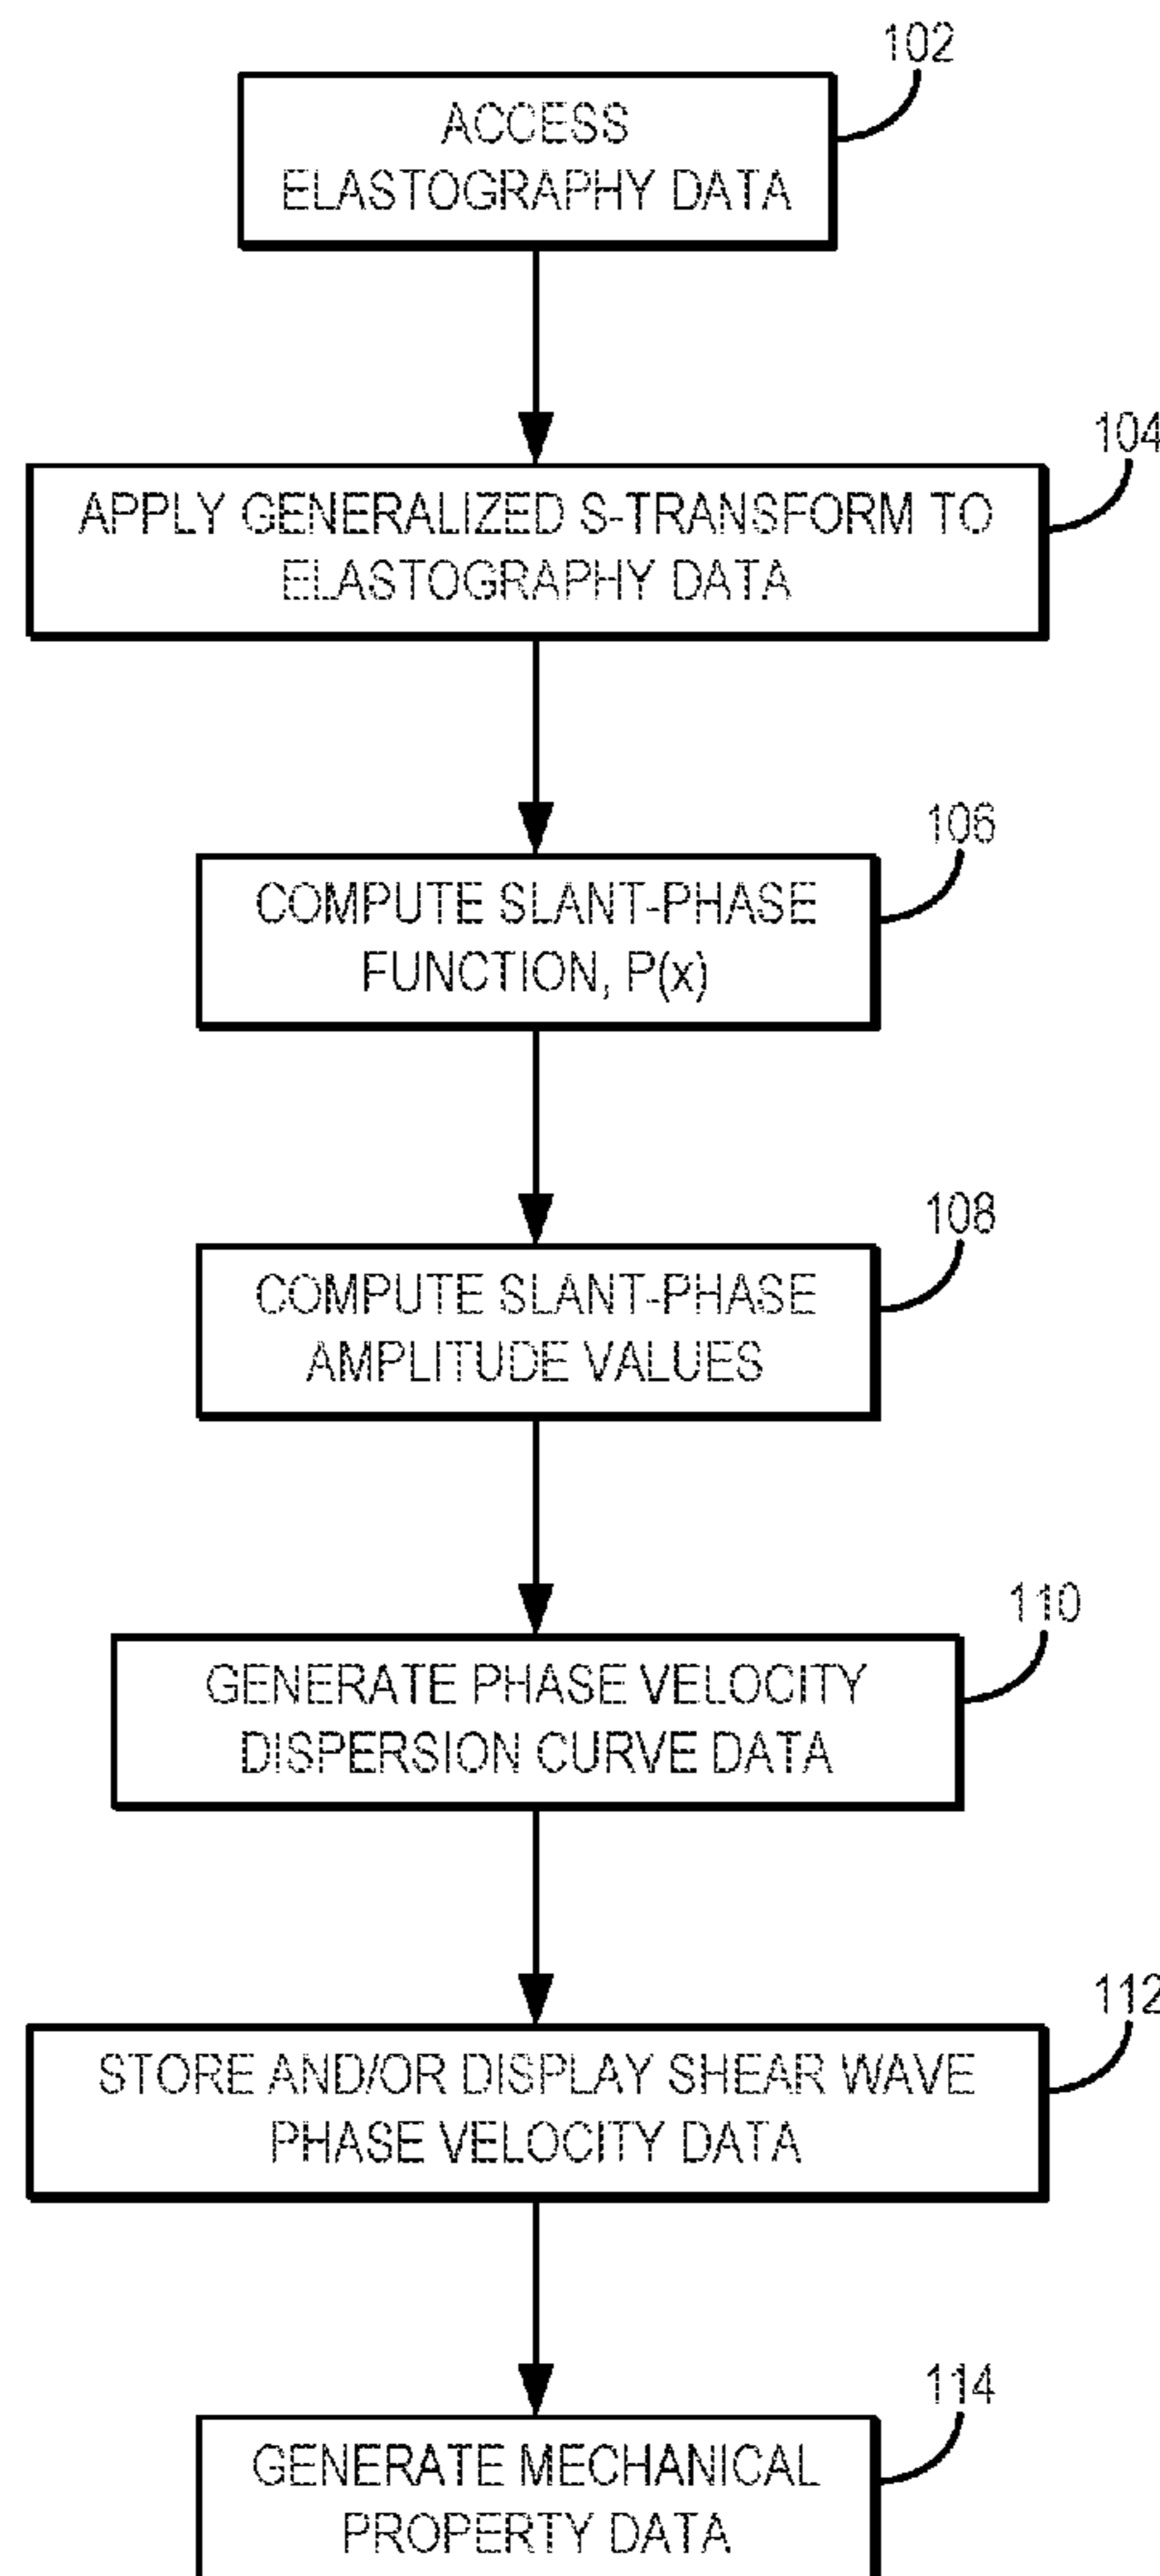 102
ACCESS
ELASTOGRAPHY DATA
104
APPLY GENERALIZED S-TRANSFORM TO
ELASTOGRAPHY DATA
106
COMPUTE SLANT-PHASE
FUNCTION, P(x)
108
COMPUTE SLANT-PHASE
AMPLITUDE VALUES
110
GENERATE PHASE VELOCITY
DISPERSION CURVE DATA
112
STORE AND/OR DISPLAY SHEAR WAVE
PHASE VELOCITY DATA
114
GENERATE MECHANICAL
PROPERTY DATA